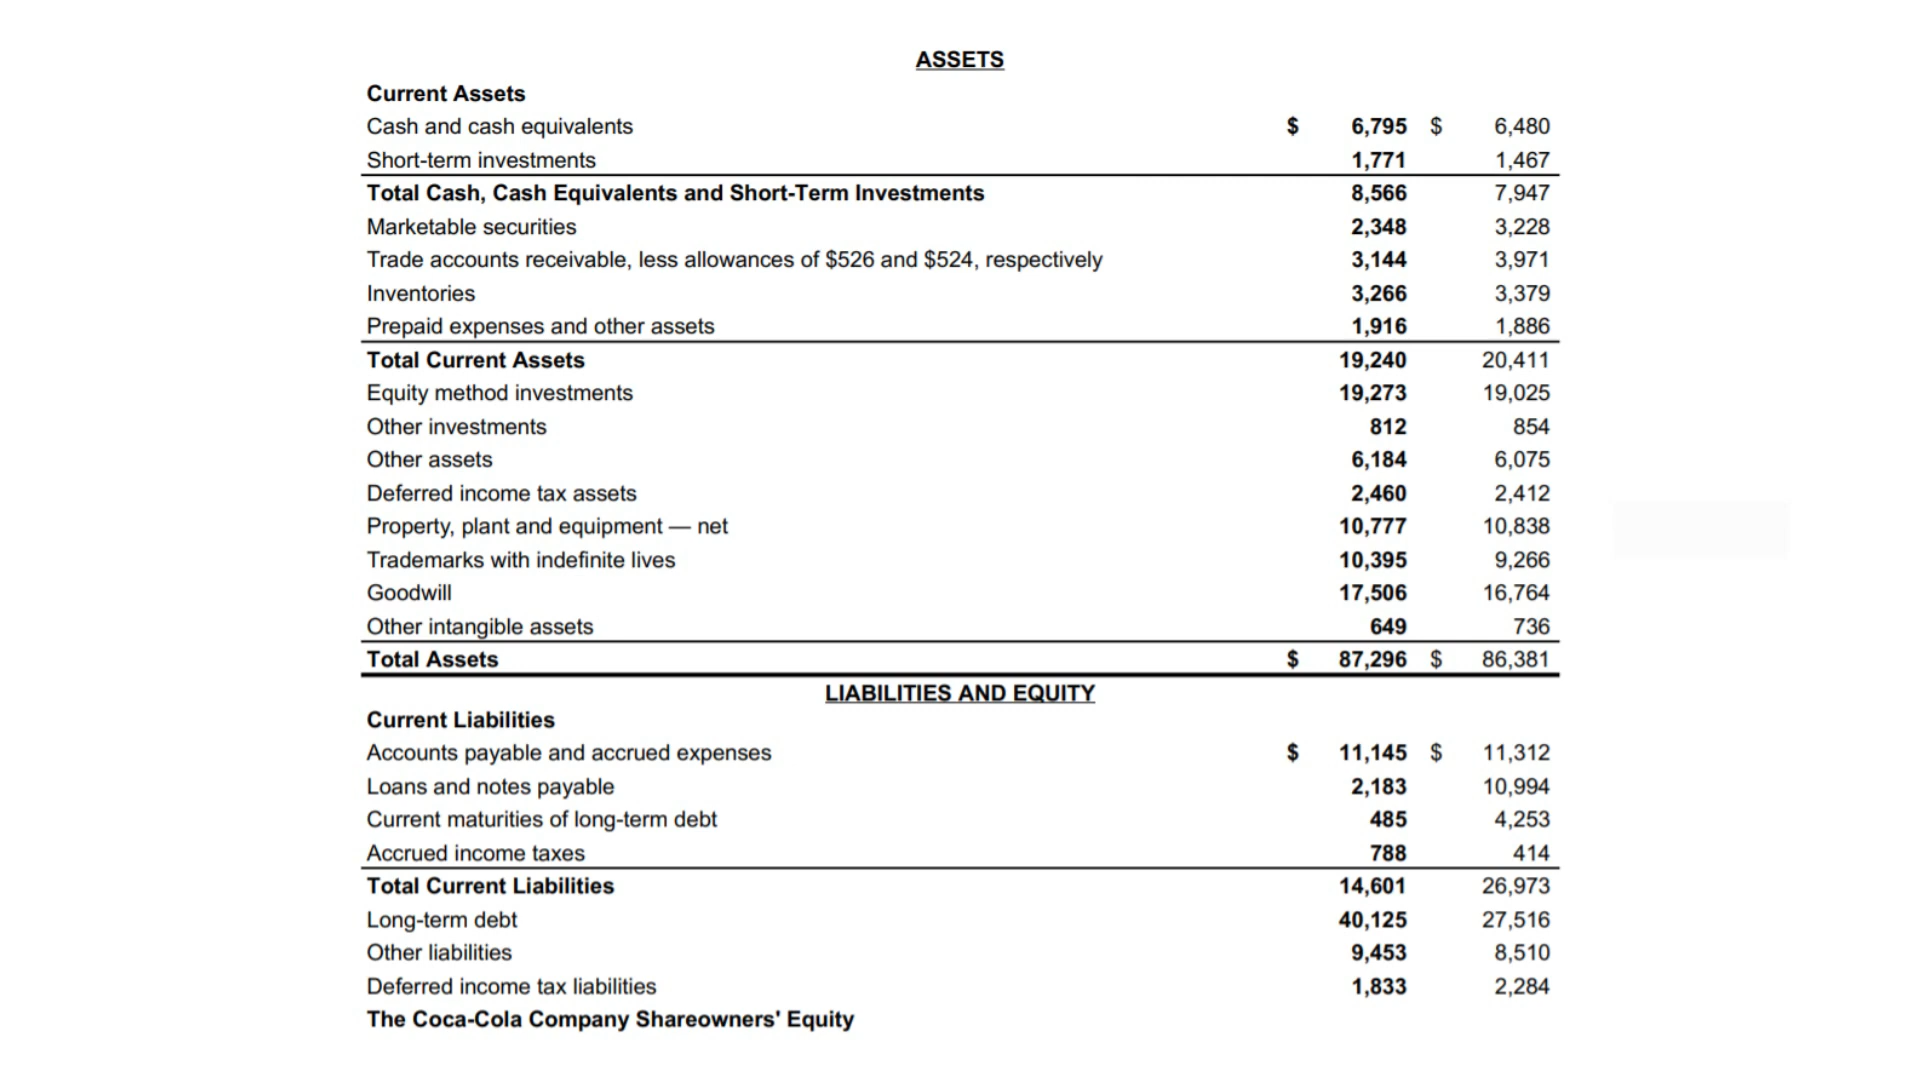 ASSETS
Current Assets
Cash and cash equivalents $ 6,795 $ 6,480
Short-term investments 1,771 1,467
Total Cash, Cash Equivalents and Short-Term Investments 8,566 7,947
Marketable securities 2,348 3,228
Trade accounts receivable, less allowances of $526 and $524, respectively 3,144 3,971
Inventories 3,266 3,379
Prepaid expenses and other assets 1,916 1,886
Total Current Assets 19,240 20,411
Equity method investments 19,273 19,025
Other investments 812 854
Other assets 6,184 6,075
Deferred income tax assets 2,460 2,412
Property, plant and equipment — net 10,777 10,838
Trademarks with indefinite lives 10,395 9,266
Goodwill 17,506 16,764
Other intangible assets 649 736
Total Assets $ 87,296 $ 86,381
LIABILITIES AND EQUITY
Current Liabilities
Accounts payable and accrued expenses $ 11,145 $ 11,312
Loans and notes payable 2,183 10,994
Current maturities of long-term debt 485 4,253
Accrued income taxes 788 414
Total Current Liabilities 14,601 26,973
Long-term debt 40,125 27,516
Other liabilities 9,453 8,510
Deferred income tax liabilities 1,833 2,284
The Coca-Cola Company Shareowners' Equity